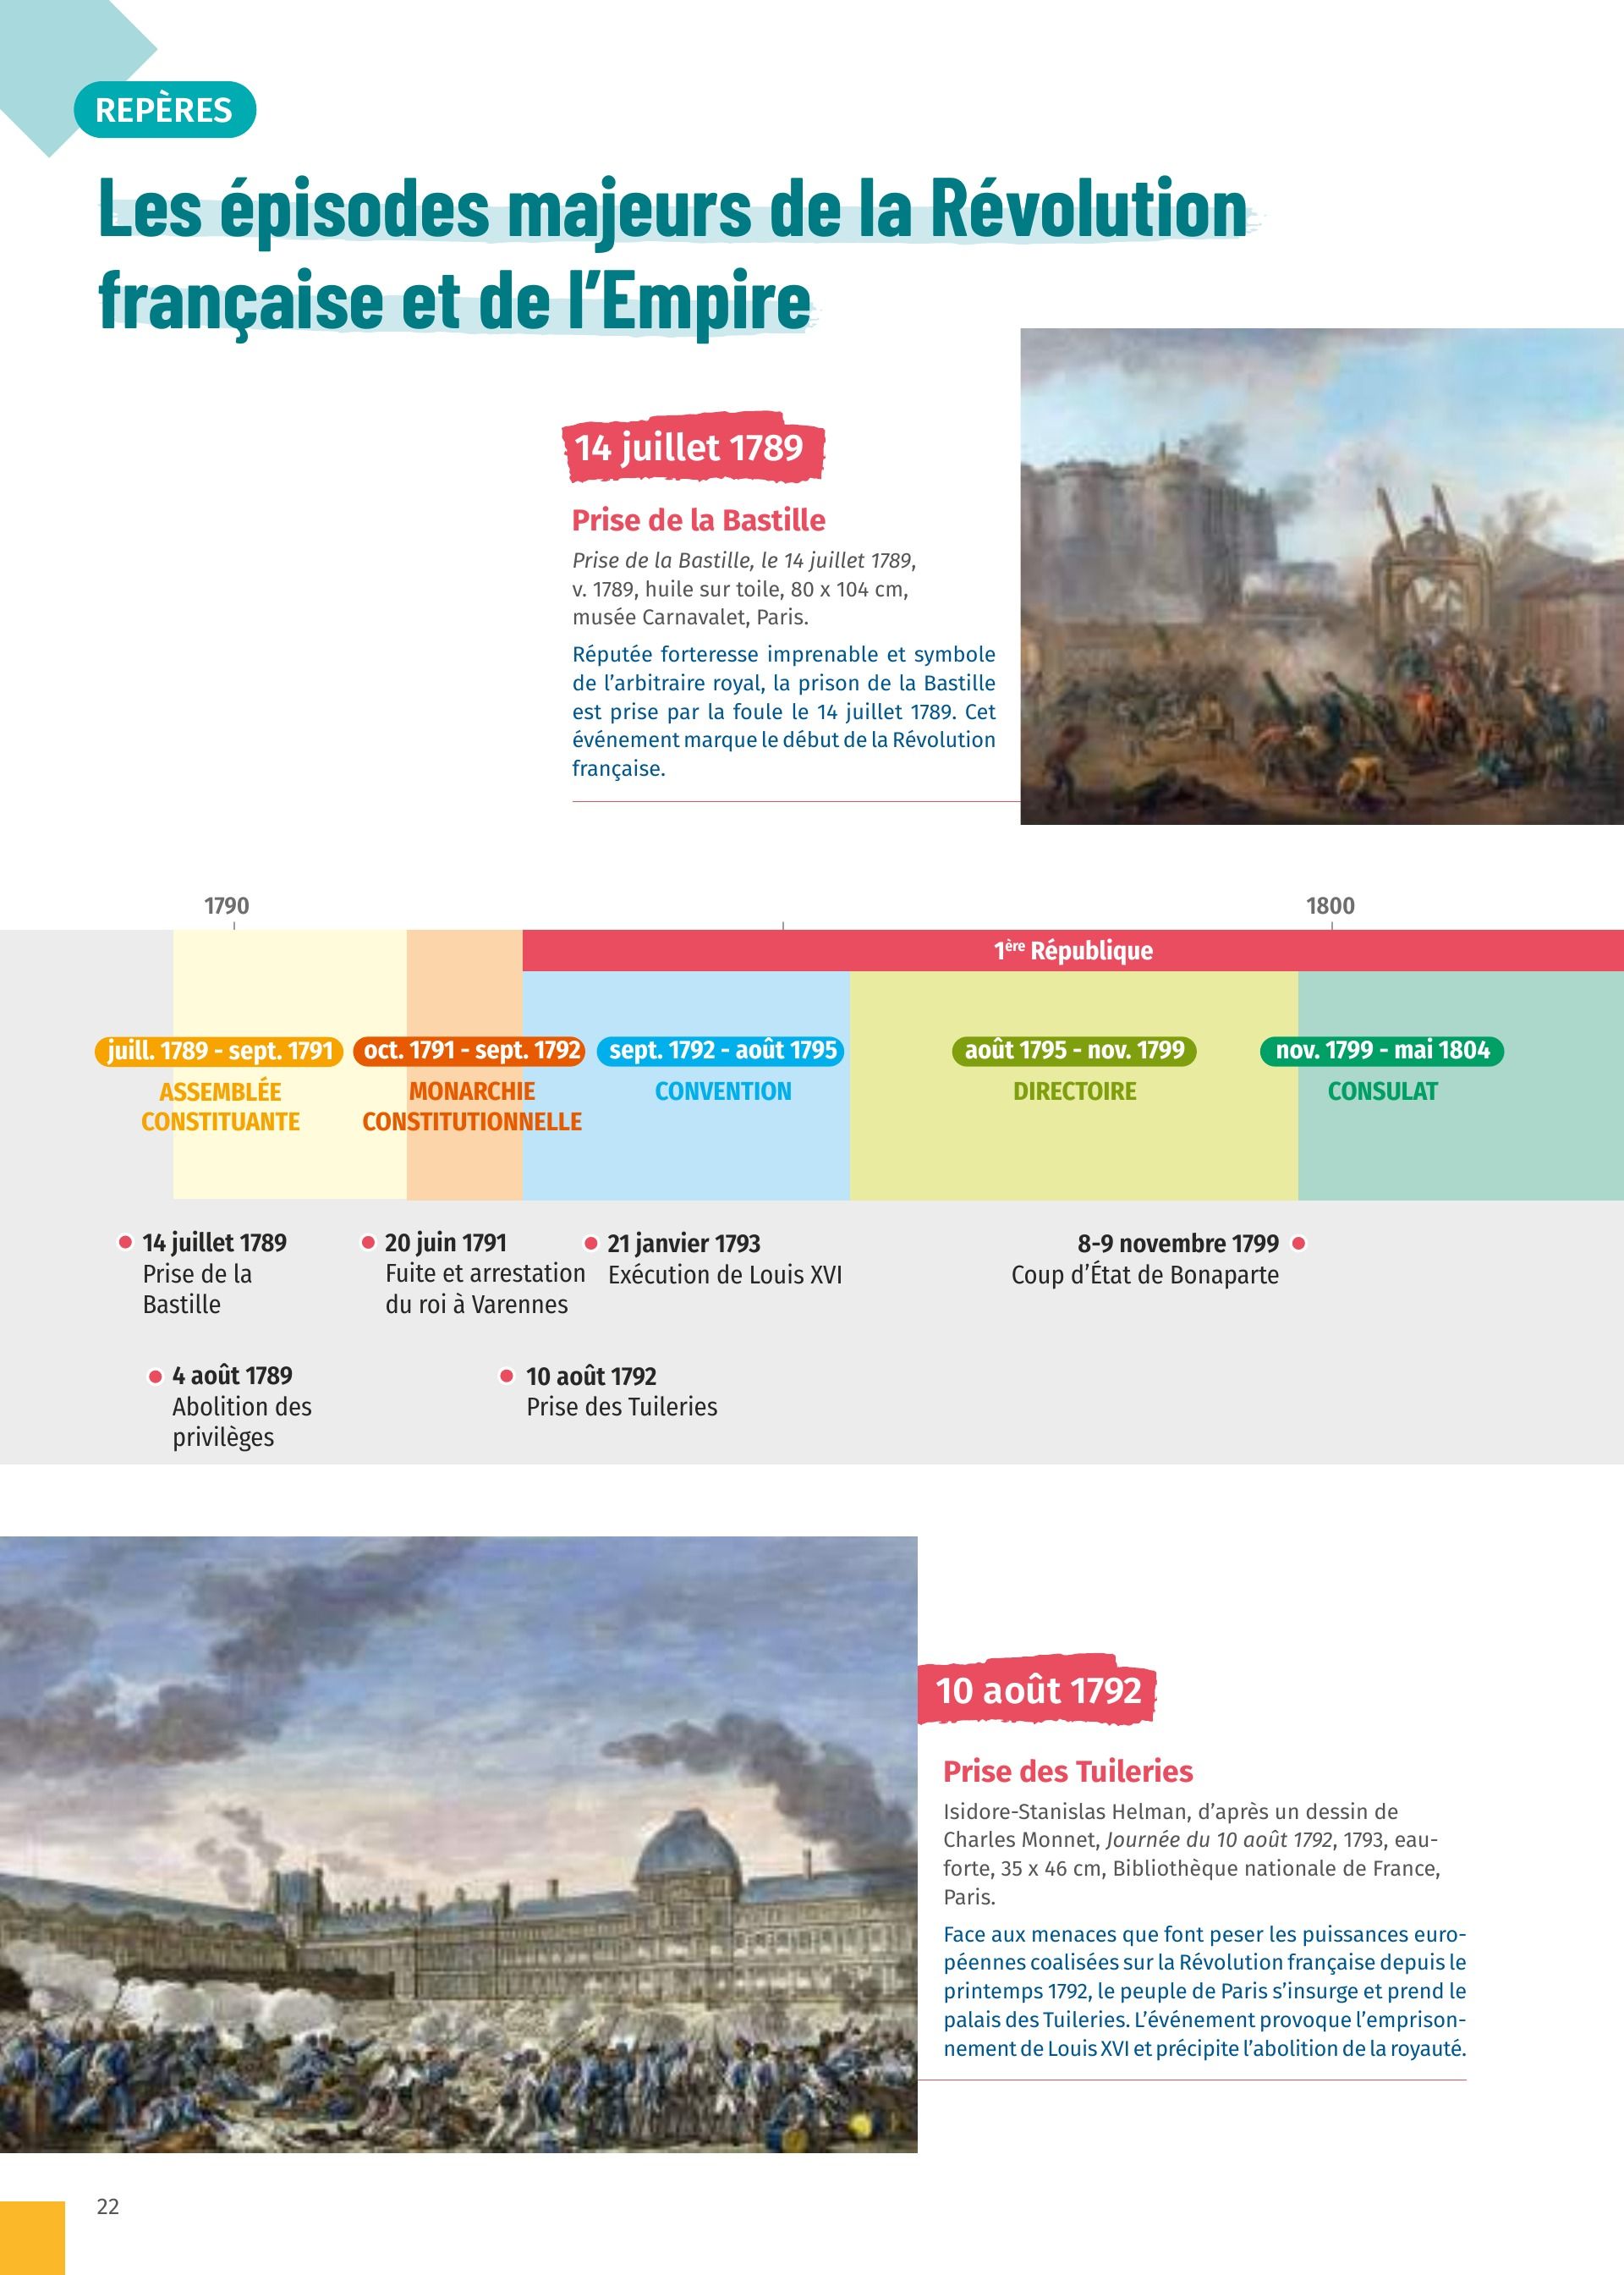 REPÈRES
Les épisodes majeurs de la Révolution
française et de l’Empire
14 juillet 1789
Prise de la Bastille
Prise de la Bastille, le 14 juillet 1789,
v. 1789, huile sur toile, 80 x 104 cm,
musée Carnavalet, Paris.
Réputée forteresse imprenable et symbole
de l’arbitraire royal, la prison de la Bastille
est prise par la foule le 14 juillet 1789. Cet
événement marque le début de la Révolution
française.
1790
1800
1ère République
juill. 1789 - sept. 1791
ASSEMBLÉE
CONSTITUANTE
oct. 1791 - sept. 1792
MONARCHIE
CONSTITUTIONNELLE
sept. 1792 - août 1795
CONVENTION
août 1795 - nov. 1799
DIRECTOIRE
nov. 1799 - mai 1804
CONSULAT
14 juillet 1789
Prise de la
Bastille
20 juin 1791
Fuite et arrestation
du roi à Varennes
21 janvier 1793
Exécution de Louis XVI
8-9 novembre 1799
Coup d’État de Bonaparte
4 août 1789
Abolition des
privilèges
10 août 1792
Prise des Tuileries
10 août 1792
Prise des Tuileries
Isidore-Stanislas Helman, d’après un dessin de
Charles Monnet, Journée du 10 août 1792, 1793, eau-
forte, 35 x 46 cm, Bibliothèque nationale de France,
Paris.
Face aux menaces que font peser les puissances euro-
péennes coalisées sur la Révolution française depuis le
printemps 1792, le peuple de Paris s’insurge et prend le
palais des Tuileries. L’événement provoque l’emprison-
nement de Louis XVI et précipite l’abolition de la royauté.
22